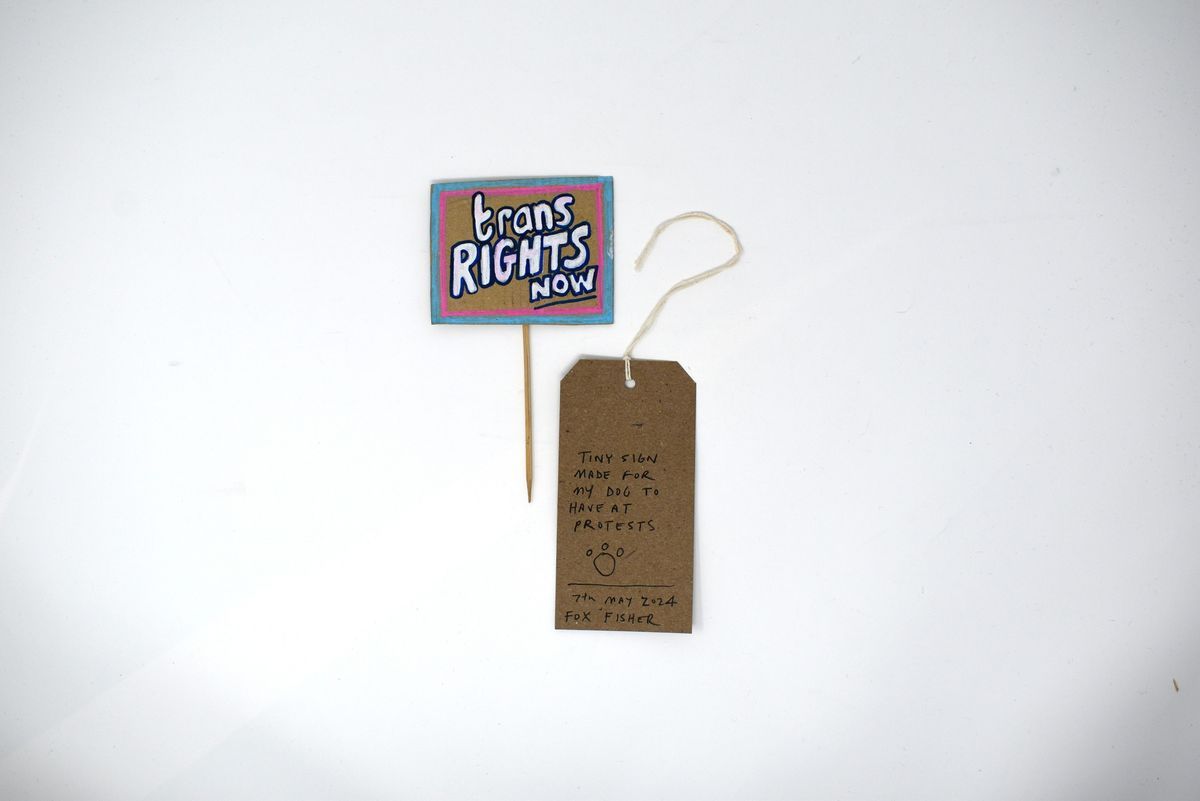 trans
RIGHTS
NOW
TINY SIGN
MADE FOR
MY DOG TO
HAVE AT
PROTESTS
7th MAY 2024
FOX FISHER